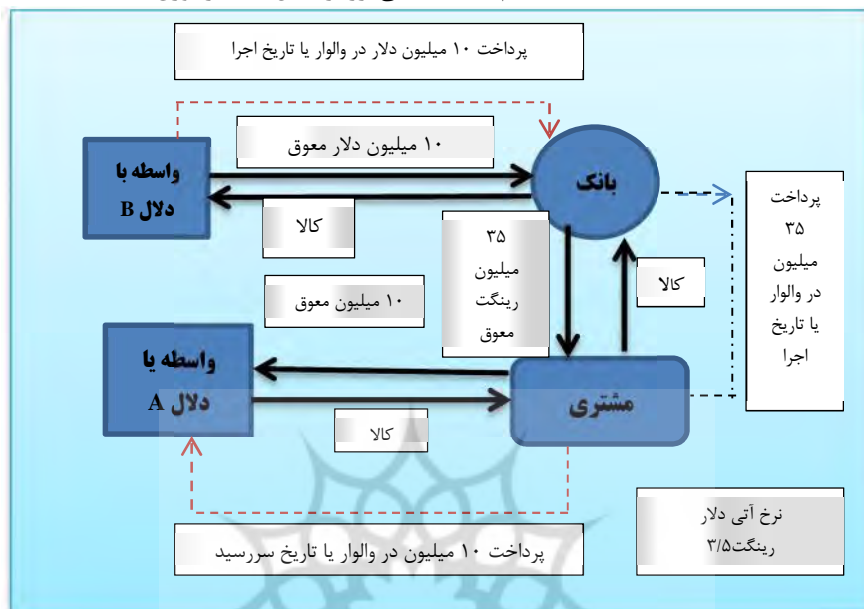 پرداخت ۱۰ میلیون دلار در والوار یا تاریخ اجرا
۱۰ میلیون دلار معوق
واسطه با
دلال B
بانک
کالا
پرداخت
۳۵
میلیون
در والوار
یا تاریخ
اجرا
۳۵
میلیون
رینگت
معوق
کالا
۱۰ میلیون معوق
واسطه یا
دلال A
مشتری
کالا
نرخ آتی دلار
رینگت۳/۵
پرداخت ۱۰ میلیون در والوار یا تاریخ سررسید